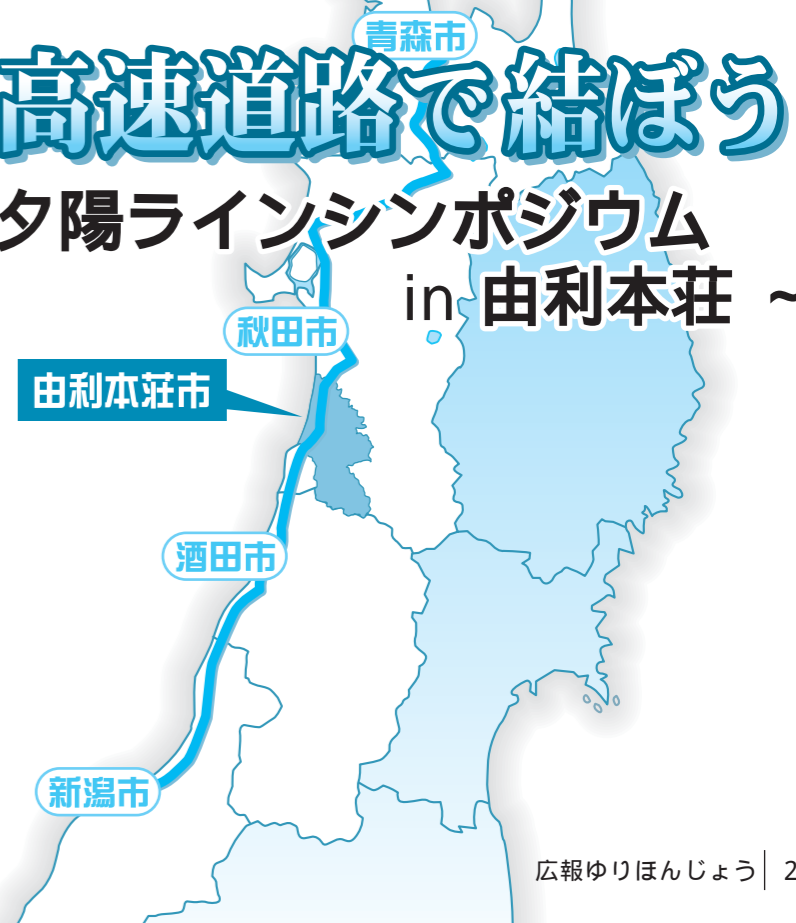 青森市
高速道路で結ぼう
夕陽ラインシンポジウム
in 由利本荘 ~
秋田市
由利本荘市
酒田市
新潟市
広報ゆりほんじょう 2